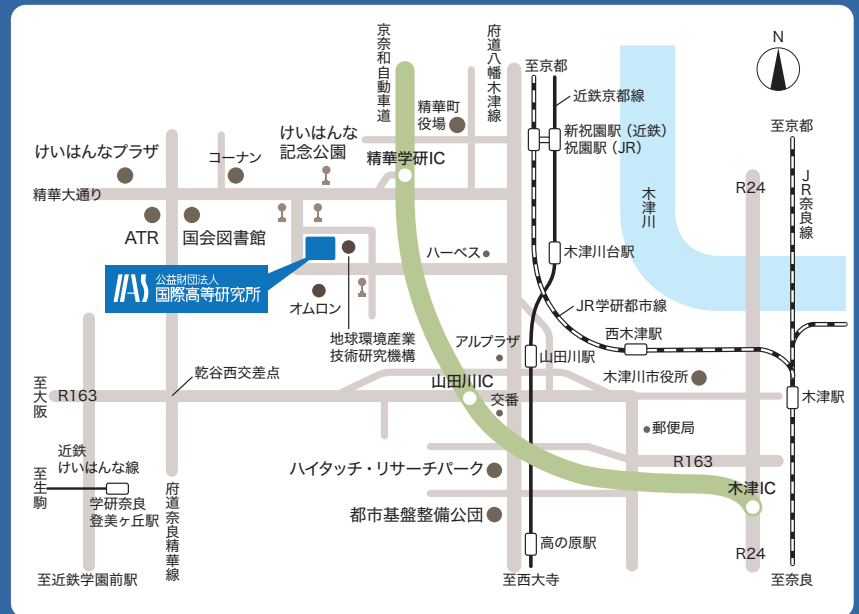 京奈和自動車道
府道八幡木津線
至京都
N
近鉄京都線
精華町
役場
新祝園駅（近鉄）
祝園駅（JR）
至京都
けいはんな
記念公園
けいはんなプラザ
コーナン
精華学研IC
R24
JR奈良線
精華大通り
木津川
ATR
国会図書館
ハーベス
木津川台駅
公益財団法人
IIAS 国際高等研究所
オムロン
JR学研都市線
地球環境産業
技術研究機構
アルプラザ
西木津駅
山田川駅
乾谷西交差点
山田川IC
木津川市役所
至大阪
R163
交番
木津駅
郵便局
近鉄
けいはんな線
至生駒
ハイタッチ・リサーチパーク
R163
木津IC
学研奈良
登美ヶ丘駅
府道奈良精華線
都市基盤整備公団
高の原駅
R24
至近鉄学園前駅
至西大寺
至奈良